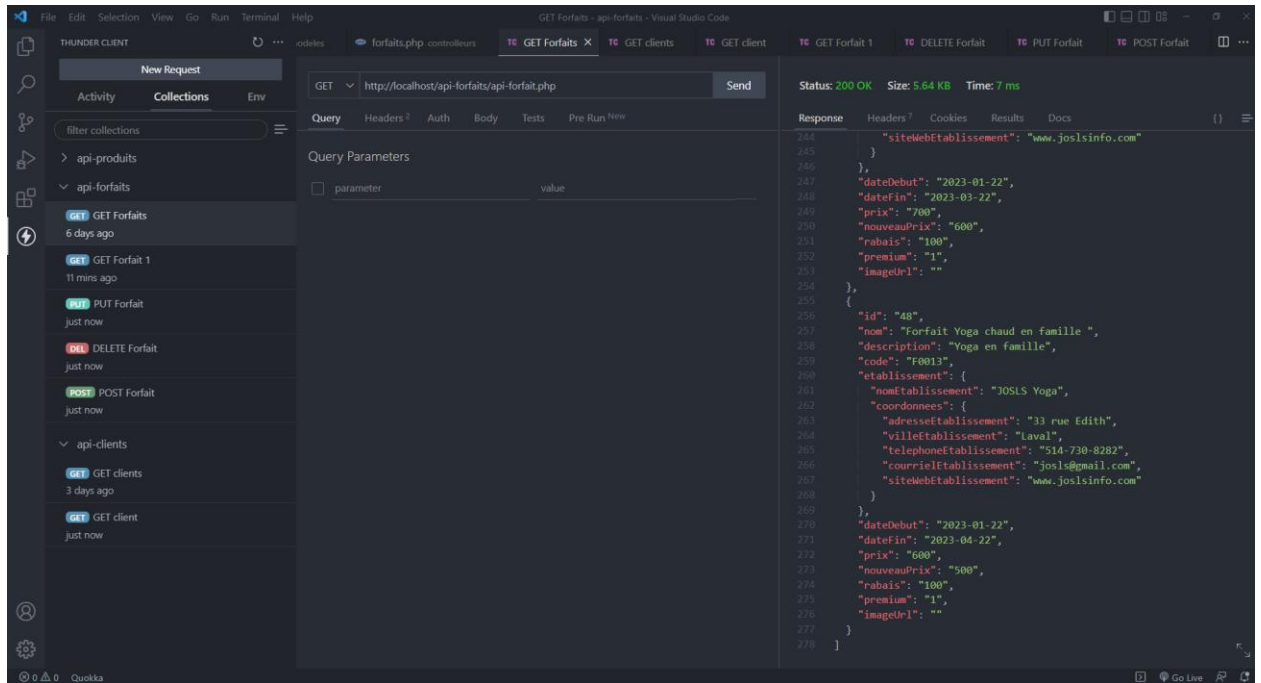 File Edit Selection View Go Run Terminal Help
GET Forfaits - api-forfaits - Visual Studio Code
THUNDER CLIENT
odeles
forfaits.php controlleurs
TC GET Forfaits
TC GET clients
TC GET client
TC GET Forfait 1
TC DELETE Forfait
TC PUT Forfait
TC POST Forfait
New Request
Activity Collections Env
filter collections
api-produits
api-forfaits
GET GET Forfaits
6 days ago
GET GET Forfait 1
11 mins ago
PUT PUT Forfait
just now
DEL DELETE Forfait
just now
POST POST Forfait
just now
api-clients
GET GET clients
3 days ago
GET GET client
just now
GET http://localhost/api-forfaits/api-forfait.php Send
Query Headers 2 Auth Body Tests Pre Run New
Query Parameters
parameter value
Status: 200 OK Size: 5.64 KB Time: 7 ms
Response Headers 7 Cookies Results Docs {}
244 "siteWebEtablissement": "www.joslsinfo.com"
245 }
246 },
247 "dateDebut": "2023-01-22",
248 "dateFin": "2023-03-22",
249 "prix": "700",
250 "nouveauPrix": "600",
251 "rabais": "100",
252 "premium": "1",
253 "imageUrl": ""
254 },
255 {
256 "id": "48",
257 "nom": "Forfait Yoga chaud en famille ",
258 "description": "Yoga en famille",
259 "code": "F0013",
260 "etablissement": {
261 "nomEtablissement": "JOSLS Yoga",
262 "coordonnees": {
263 "adresseEtablissement": "33 rue Edith",
264 "villeEtablissement": "Laval",
265 "telephoneEtablissement": "514-730-8282",
266 "courrielEtablissement": "josls@gmail.com",
267 "siteWebEtablissement": "www.joslsinfo.com"
268 }
269 },
270 "dateDebut": "2023-01-22",
271 "dateFin": "2023-04-22",
272 "prix": "600",
273 "nouveauPrix": "500",
274 "rabais": "100",
275 "premium": "1",
276 "imageUrl": ""
277 }
278 ]
0 0 Quokka
Go Live